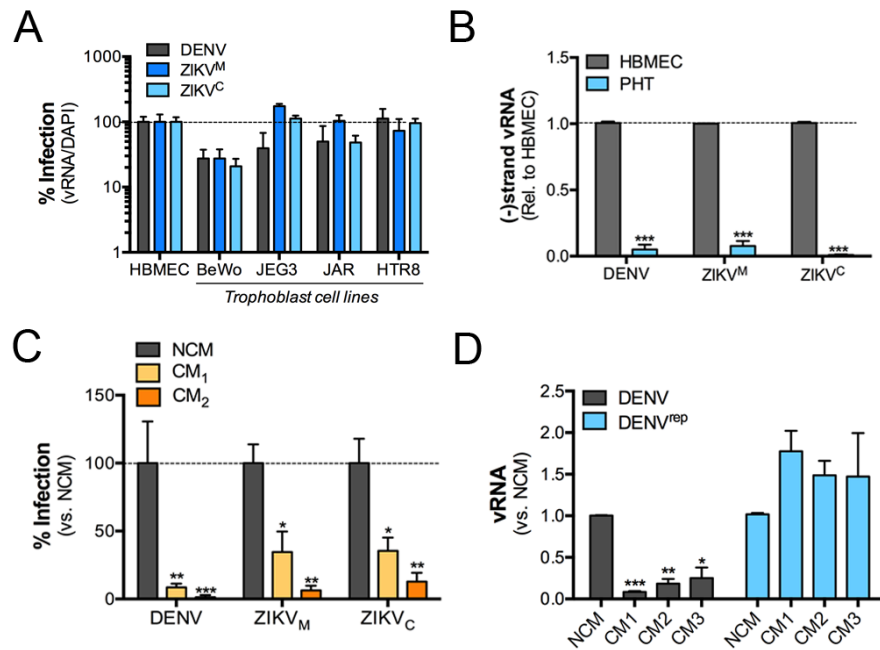 A
DENV
ZIKVᴹ
ZIKVᶜ
% Infection
(vRNA/DAPI)
1000
100
10
1
HBMEC BeWo JEG3 JAR HTR8
Trophoblast cell lines
B
HBMEC
PHT
(-)strand vRNA
(Rel. to HBMEC)
1.5
1.0
0.5
0.0
*** *** ***
DENV ZIKVᴹ ZIKVᶜ
C
NCM
CM₁
CM₂
% Infection
(vs. NCM)
150
100
50
0
** *** * ** * **
DENV ZIKV_M ZIKV_C
D
DENV
DENVʳᵉᵖ
vRNA
(vs. NCM)
2.5
2.0
1.5
1.0
0.5
0.0
*** ** *
NCM CM1 CM2 CM3 NCM CM1 CM2 CM3